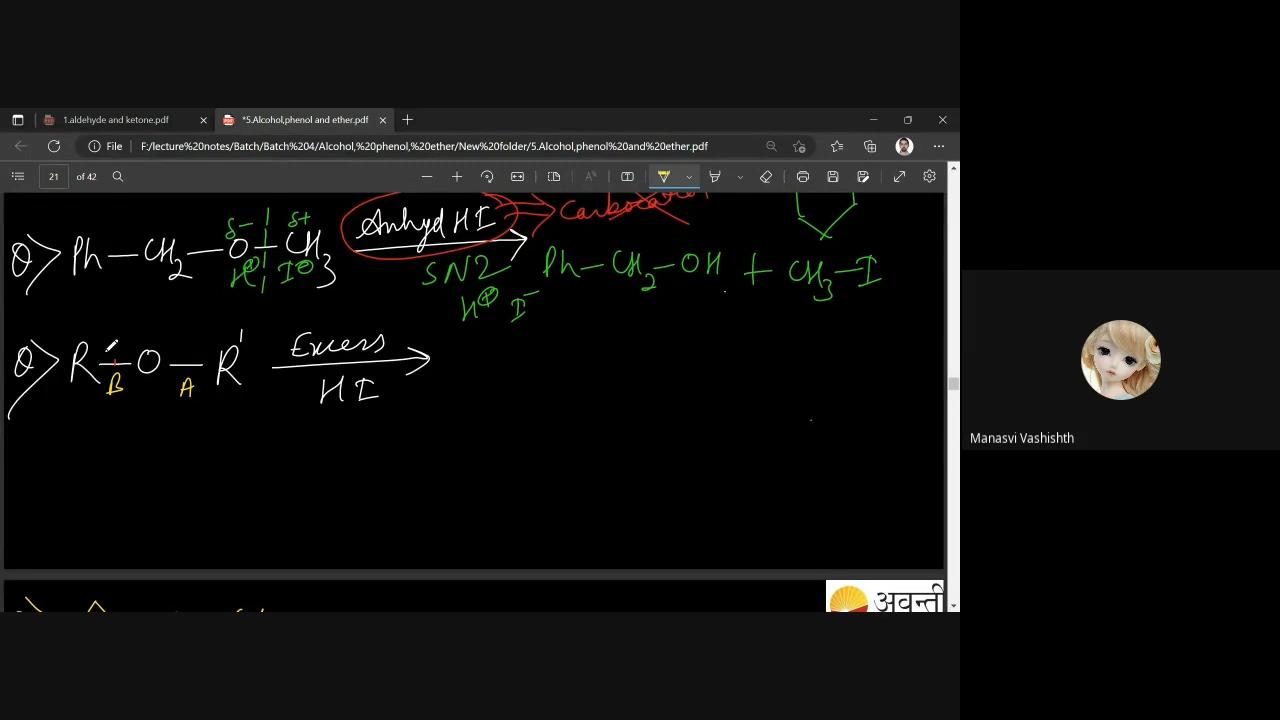 1.aldehyde and ketone.pdf
*5.Alcohol,phenol and ether.pdf
File
F:/lecture%20notes/Batch/Batch%204/Alcohol,%20phenol,%20ether/New%20folder/5.Alcohol,phenol%20and%20ether.pdf
21 of 42
δ- δ+
Q> Ph—CH2—O—CH3
H⊕ I⊖
Anhyd HI
SN2
H⊕ I-
Ph—CH2—OH + CH3—I
Q> R—O—R'
B A
Excess
HI
अवन्ती
Manasvi Vashishth